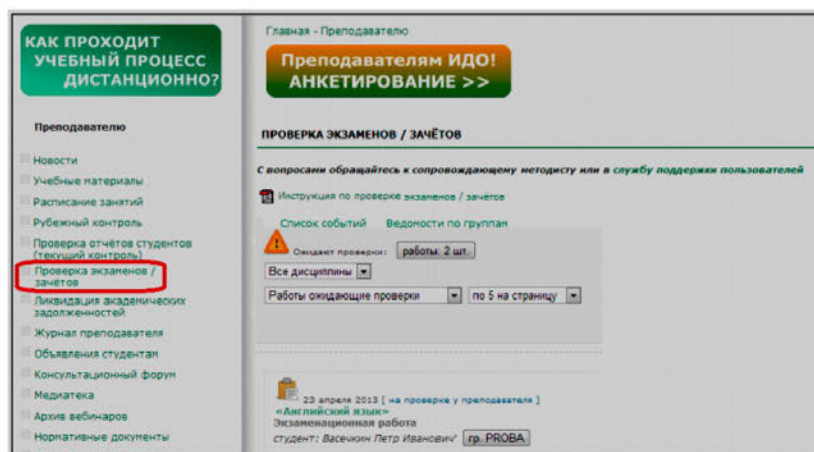 КАК ПРОХОДИТ
УЧЕБНЫЙ ПРОЦЕСС
ДИСТАНЦИОННО?
Преподавателю
Новости
Учебные материалы
Расписание занятий
Рубежный контроль
Проверка отчётов студентов
(текущий контроль)
Проверка экзаменов /
зачётов
Ликвидация академических
задолженностей
Журнал преподавателя
Объявления студентам
Консультационный форум
Медиатека
Архив вебинаров
Нормативные документы
Главная - Преподавателю
Преподавателям ИДО!
АНКЕТИРОВАНИЕ >>
ПРОВЕРКА ЭКЗАМЕНОВ / ЗАЧЁТОВ
С вопросами обращайтесь к сопровождающему методисту или в службу поддержки пользователей
Инструкция по проверке экзаменов / зачётов
Список событий Ведомости по группам
Ожидают проверки: работы: 2 шт.
Все дисциплины
Работы ожидающие проверки по 5 на страницу
23 апреля 2013 [ на проверке у преподавателя ]
«Английский язык»
Экзаменационная работа
студент: Васечкин Петр Иванович гр. PROBA